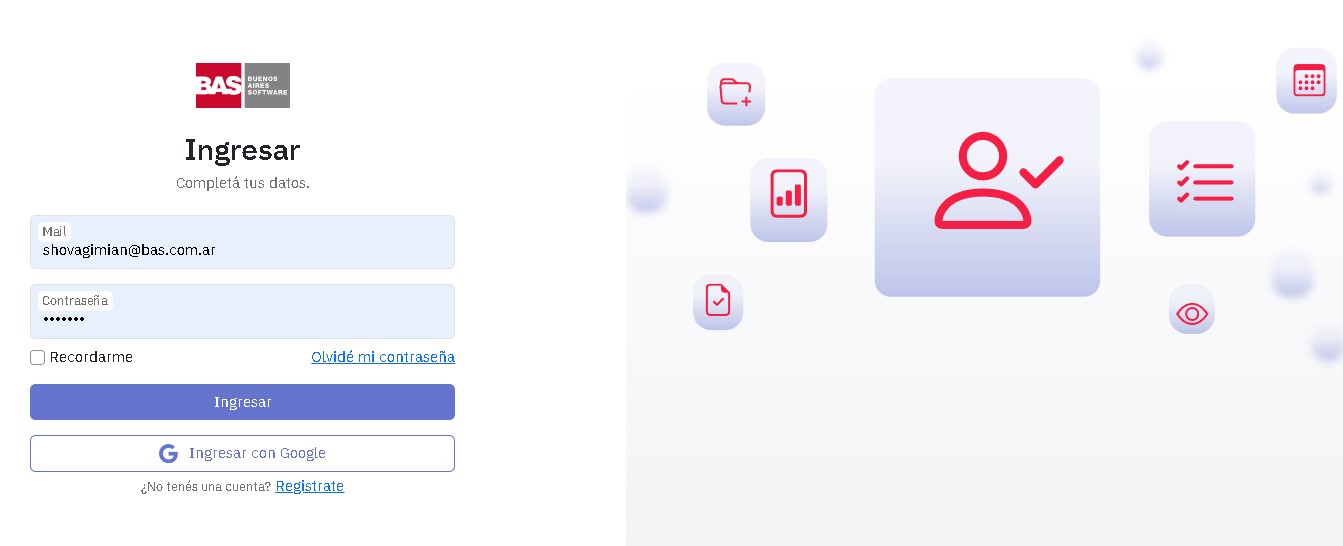 BAS BUENOS
AIRES
SOFTWARE
Ingresar
Completá tus datos.
Mail
shovagimian@bas.com.ar
Contraseña
•••••••
Recordarme Olvidé mi contraseña
Ingresar
G Ingresar con Google
¿No tenés una cuenta? Registrate